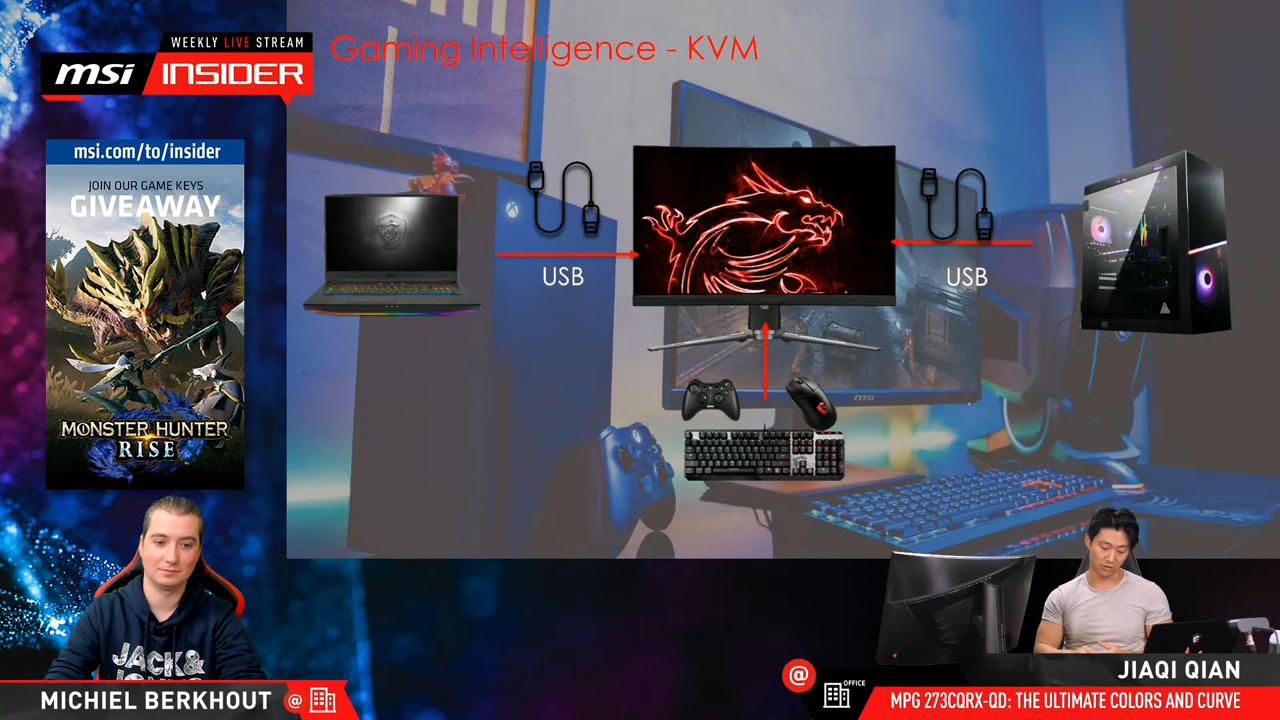 WEEKLY LIVE STREAM
msi INSIDER
Gaming Intelligence - KVM
msi.com/to/insider
JOIN OUR GAME KEYS
GIVEAWAY
MONSTER HUNTER
RISE
USB
USB
msi
JACK&
MICHIEL BERKHOUT @
@ OFFICE
JIAQI QIAN
MPG 273CQRX-QD: THE ULTIMATE COLORS AND CURVE